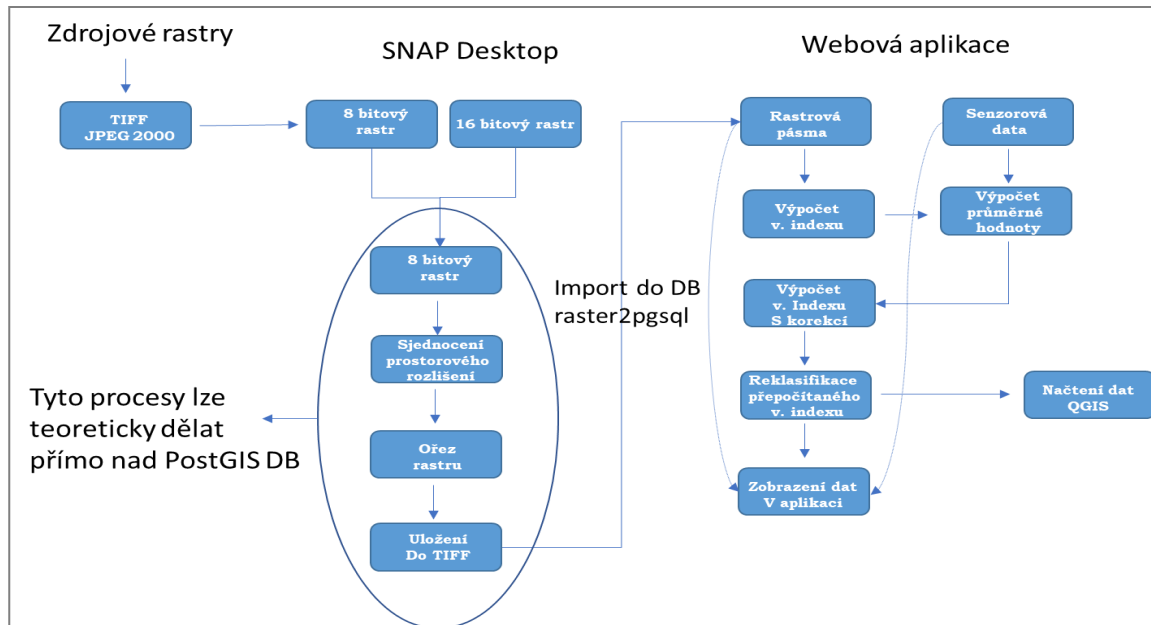 Zdrojové rastry
TIFF
JPEG 2000
SNAP Desktop
8 bitový
rastr
16 bitový rastr
8 bitový
rastr
Sjednocení
prostorového
rozlišení
Ořez
rastru
Uložení
Do TIFF
Tyto procesy lze
teoreticky dělat
přímo nad PostGIS DB
Import do DB
raster2pgsql
Webová aplikace
Rastrová
pásma
Senzorová
data
Výpočet
v. indexu
Výpočet
průměrné
hodnoty
Výpočet
v. Indexu
S korekcí
Reklasifikace
přepočítaného
v. indexu
Načtení dat
QGIS
Zobrazení dat
V aplikaci